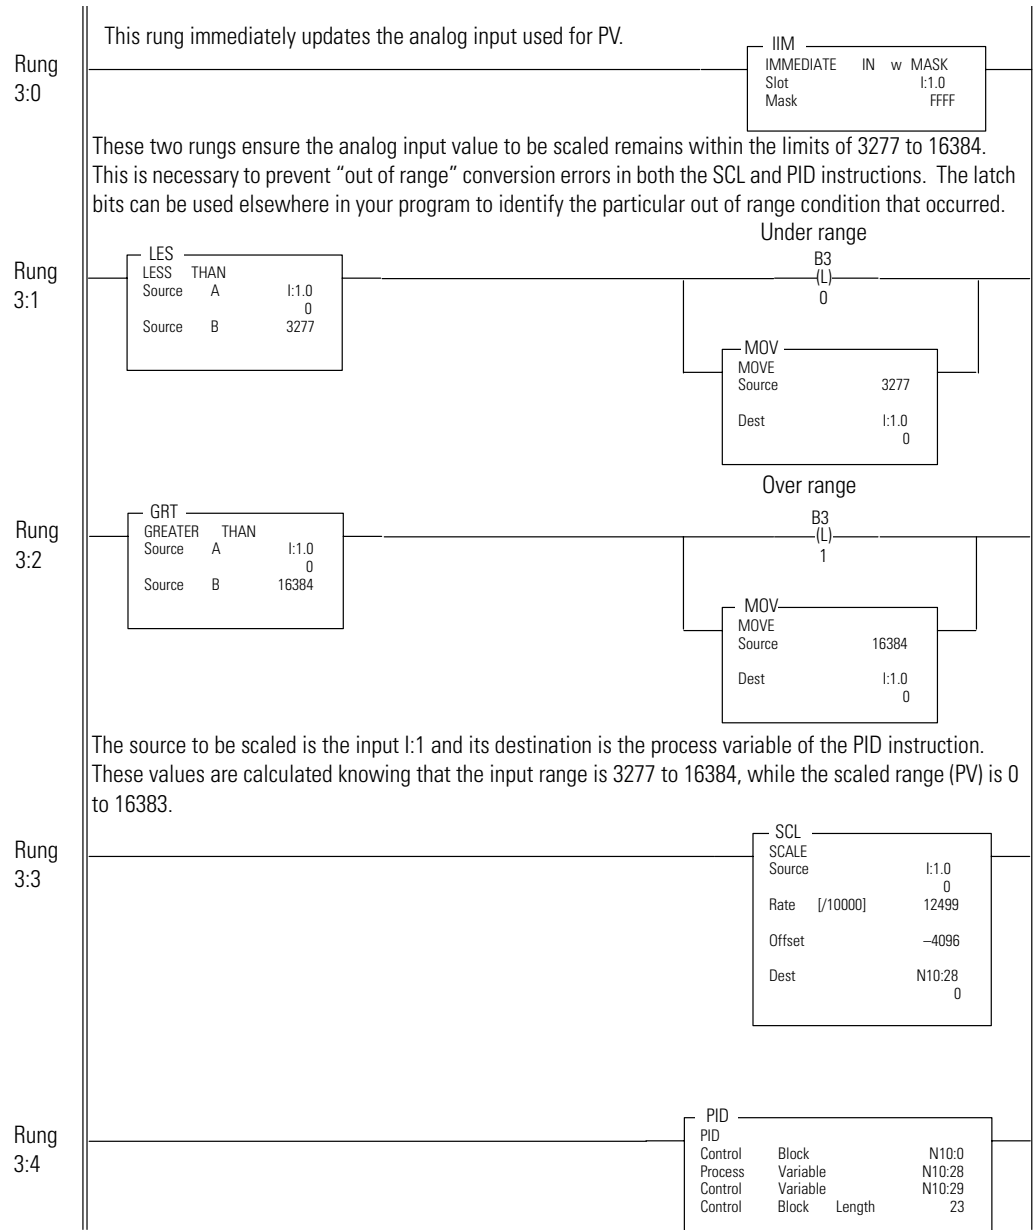 This rung immediately updates the analog input used for PV.
Rung
3:0
IIM
IMMEDIATE IN w MASK
Slot I:1.0
Mask FFFF
These two rungs ensure the analog input value to be scaled remains within the limits of 3277 to 16384.
This is necessary to prevent “out of range” conversion errors in both the SCL and PID instructions. The latch
bits can be used elsewhere in your program to identify the particular out of range condition that occurred.
Under range
Rung
3:1
LES
LESS THAN
Source A I:1.0
0
Source B 3277
B3
(L)
0
MOV
MOVE
Source 3277
Dest I:1.0
0
Over range
Rung
3:2
GRT
GREATER THAN
Source A I:1.0
0
Source B 16384
B3
(L)
1
MOV
MOVE
Source 16384
Dest I:1.0
0
The source to be scaled is the input I:1 and its destination is the process variable of the PID instruction.
These values are calculated knowing that the input range is 3277 to 16384, while the scaled range (PV) is 0
to 16383.
Rung
3:3
SCL
SCALE
Source I:1.0
0
Rate [/10000] 12499
Offset –4096
Dest N10:28
0
Rung
3:4
PID
PID
Control Block N10:0
Process Variable N10:28
Control Variable N10:29
Control Block Length 23